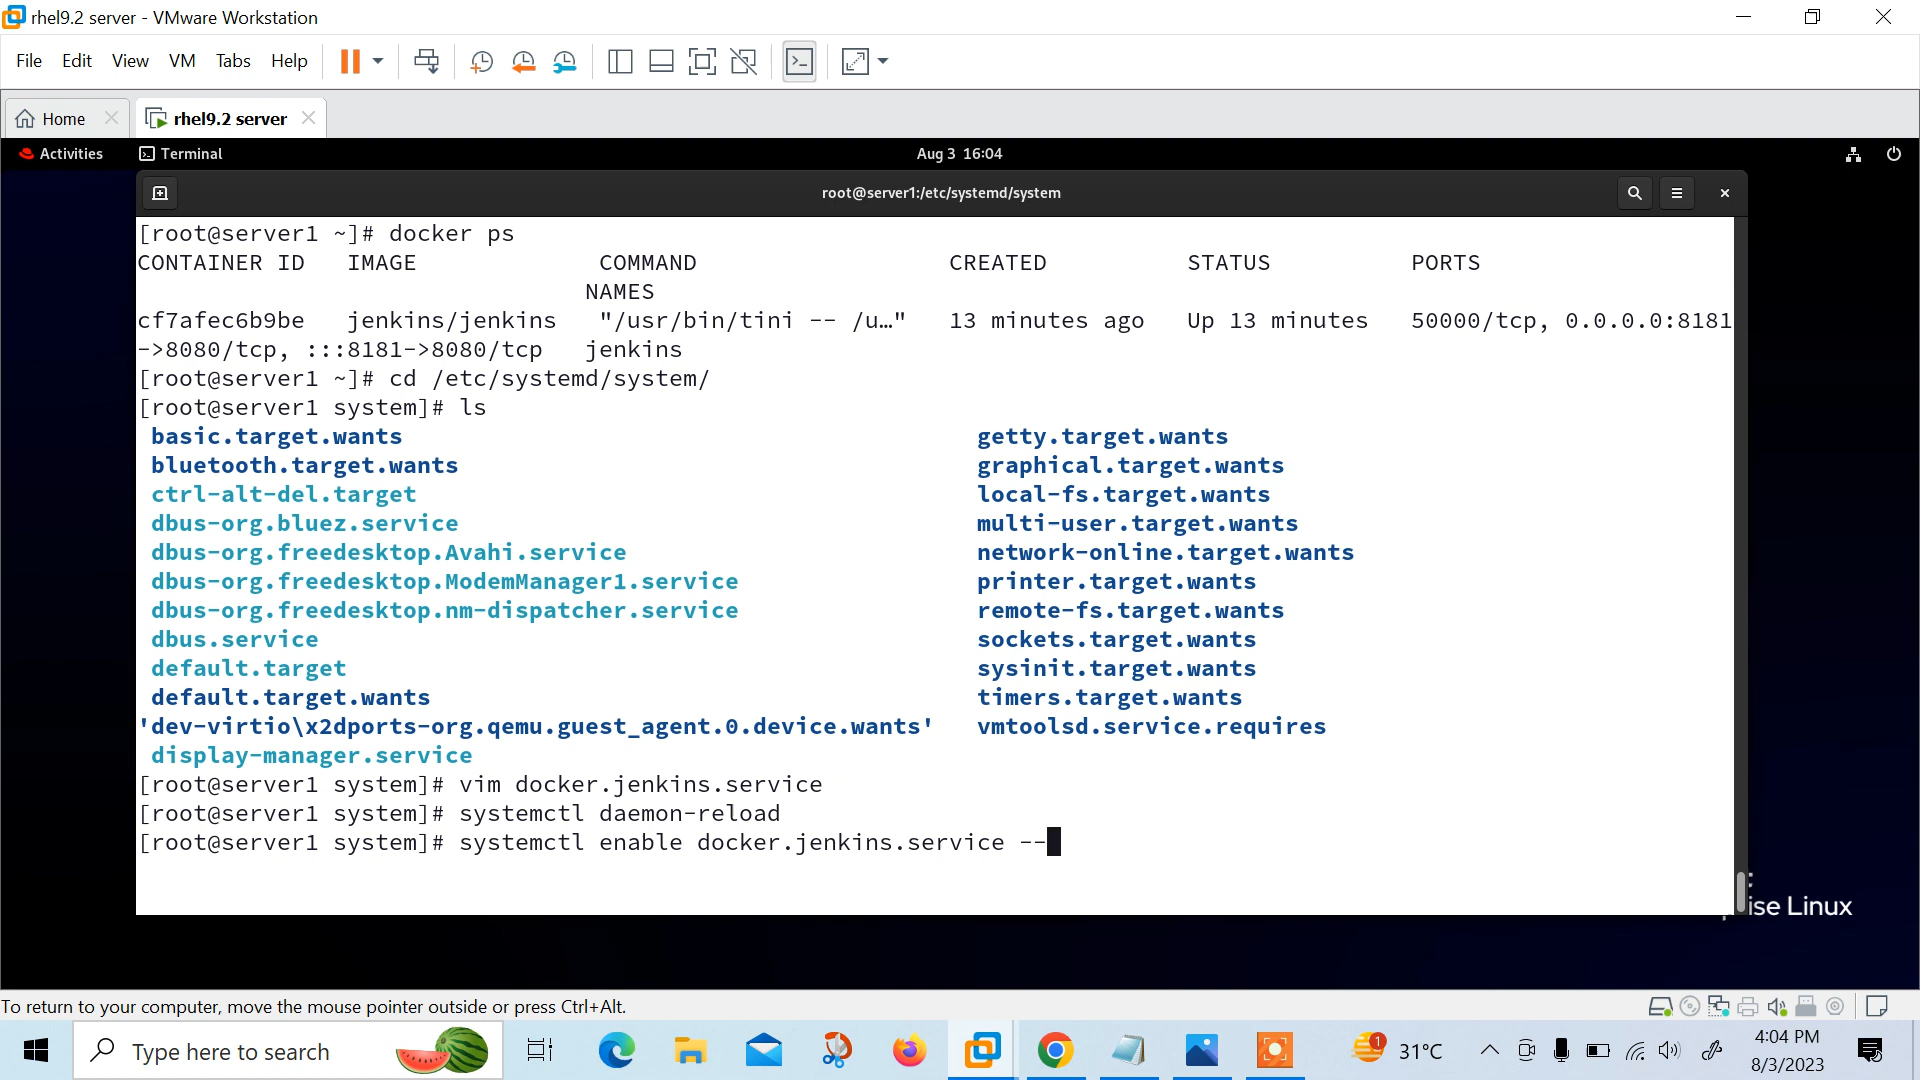 rhel9.2 server - VMware Workstation
File Edit View VM Tabs Help
Home rhel9.2 server
Activities Terminal Aug 3 16:04
root@server1:/etc/systemd/system
[root@server1 ~]# docker ps
CONTAINER ID IMAGE COMMAND CREATED STATUS PORTS
NAMES
cf7afec6b9be jenkins/jenkins "/usr/bin/tini -- /u…" 13 minutes ago Up 13 minutes 50000/tcp, 0.0.0.0:8181
->8080/tcp, :::8181->8080/tcp jenkins
[root@server1 ~]# cd /etc/systemd/system/
[root@server1 system]# ls
basic.target.wants getty.target.wants
bluetooth.target.wants graphical.target.wants
ctrl-alt-del.target local-fs.target.wants
dbus-org.bluez.service multi-user.target.wants
dbus-org.freedesktop.Avahi.service network-online.target.wants
dbus-org.freedesktop.ModemManager1.service printer.target.wants
dbus-org.freedesktop.nm-dispatcher.service remote-fs.target.wants
dbus.service sockets.target.wants
default.target sysinit.target.wants
default.target.wants timers.target.wants
'dev-virtio\x2dports-org.qemu.guest_agent.0.device.wants' vmtoolsd.service.requires
display-manager.service
[root@server1 system]# vim docker.jenkins.service
[root@server1 system]# systemctl daemon-reload
[root@server1 system]# systemctl enable docker.jenkins.service --
ise Linux
To return to your computer, move the mouse pointer outside or press Ctrl+Alt.
Type here to search
1
31°C
4:04 PM
8/3/2023